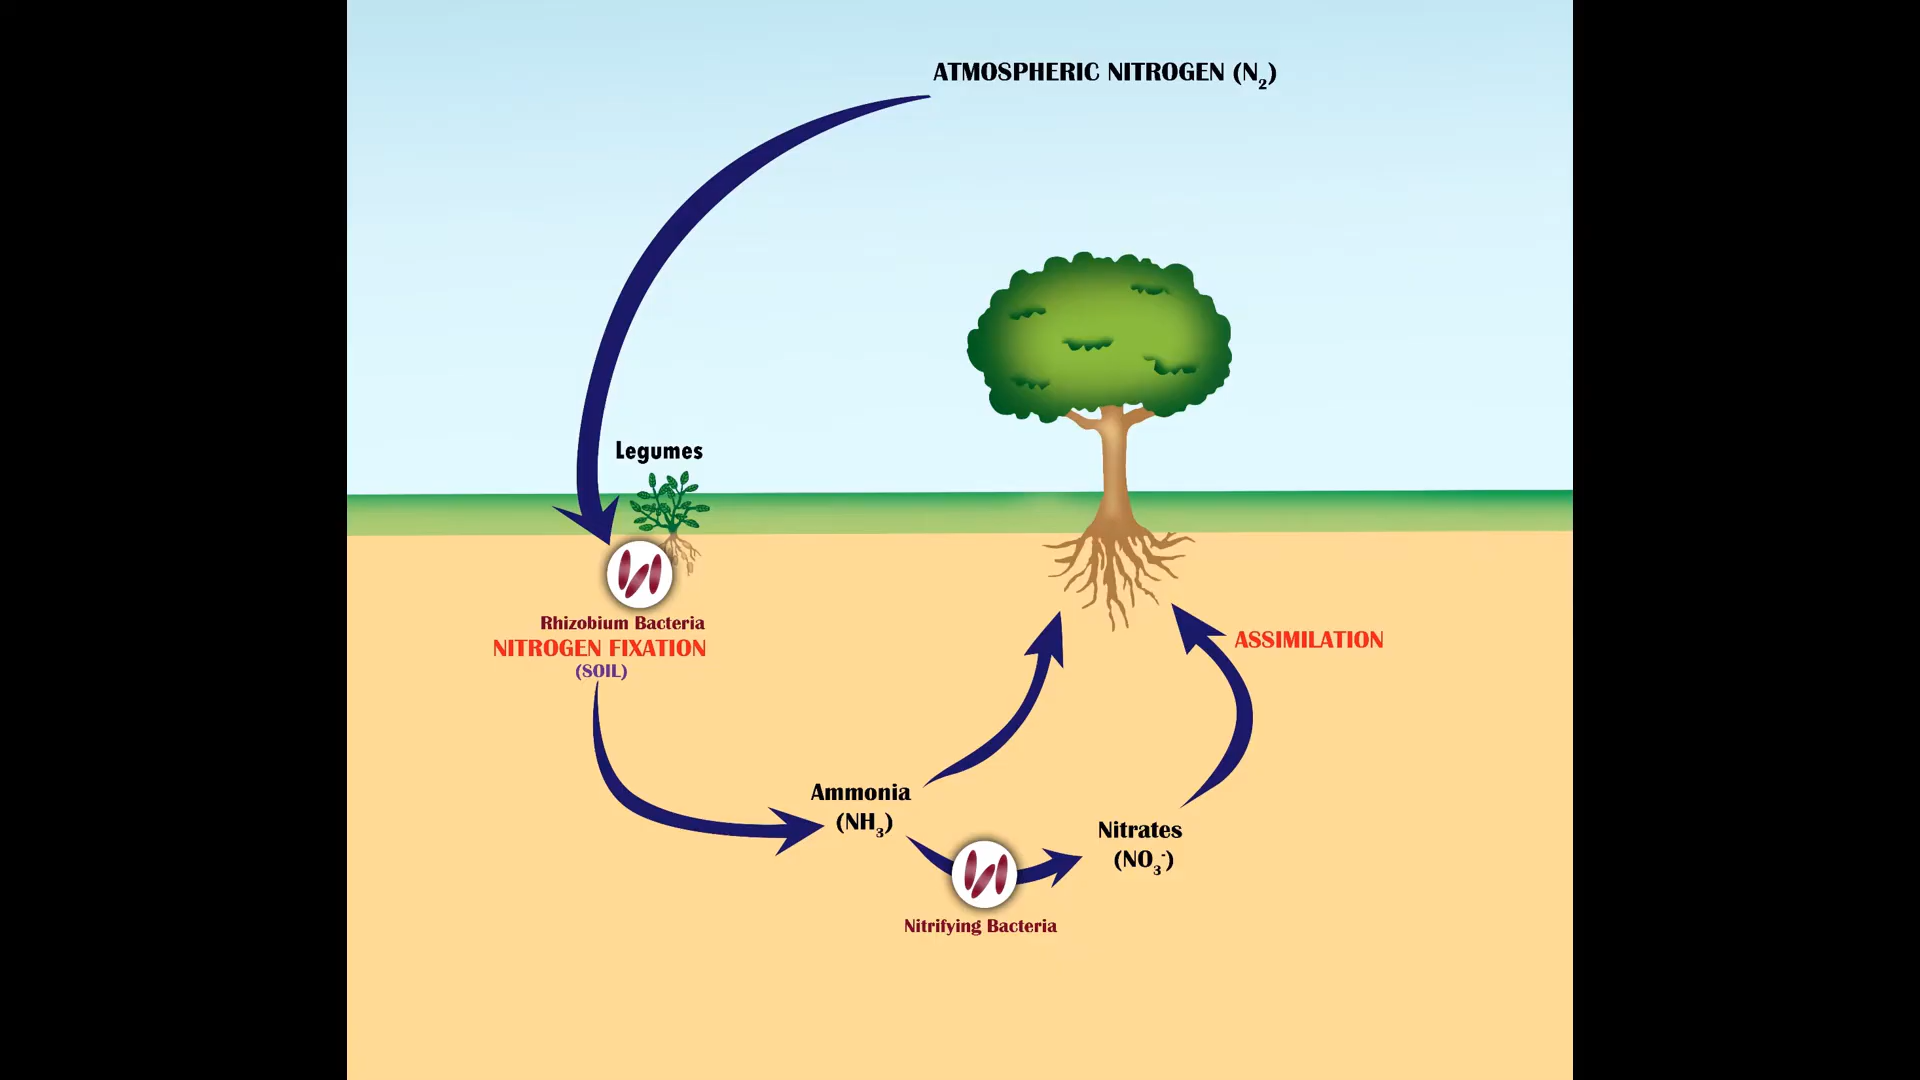 ATMOSPHERIC NITROGEN (N₂)
Legumes
Rhizobium Bacteria
NITROGEN FIXATION
(SOIL)
ASSIMILATION
Ammonia
(NH₃)
Nitrates
(NO₃⁻)
Nitrifying Bacteria